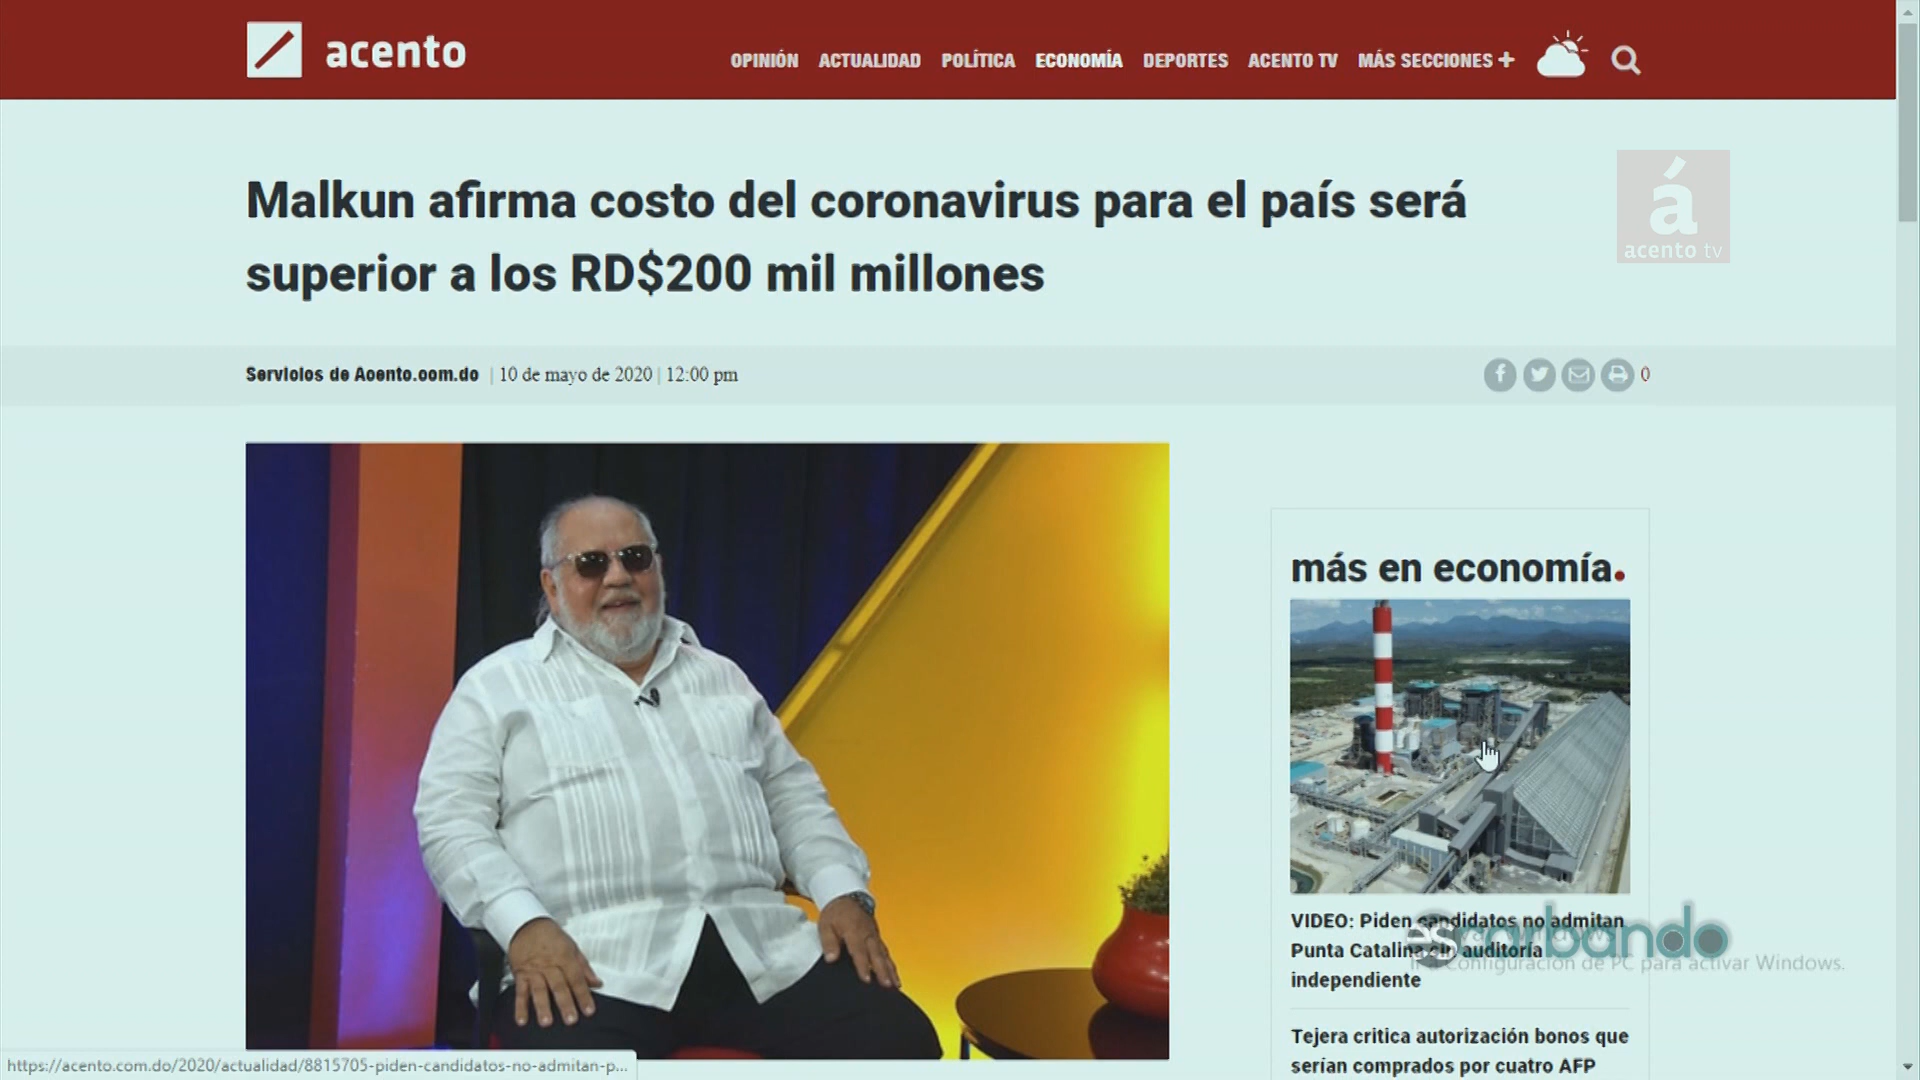 acento
OPINIÓN ACTUALIDAD POLÍTICA ECONOMÍA DEPORTES ACENTO TV MÁS SECCIONES +
Malkun afirma costo del coronavirus para el país será
superior a los RD$200 mil millones
á
acento tv
Servicios de Acento.com.do | 10 de mayo de 2020 | 12:00 pm
0
más en economía.
VIDEO: Piden candidatos no admitan
Punta Catalina sin auditoría
independiente
escarbando
Configuración de PC para activar Windows.
Tejera critica autorización bonos que
serían comprados por cuatro AFP
https://acento.com.do/2020/actualidad/8815705-piden-candidatos-no-admitan-p...